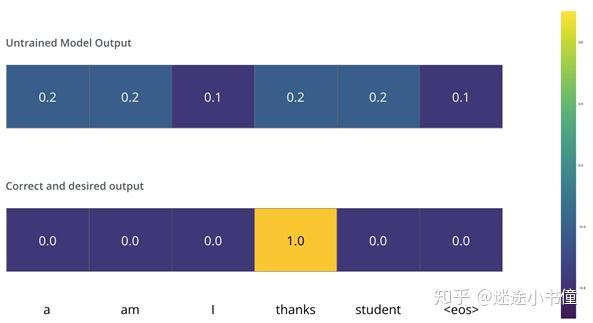 Untrained Model Output
0.2 0.2 0.1 0.2 0.2 0.1
Correct and desired output
0.0 0.0 0.0 1.0 0.0 0.0
a am I thanks student <eos>
知乎 @迷途小书僮